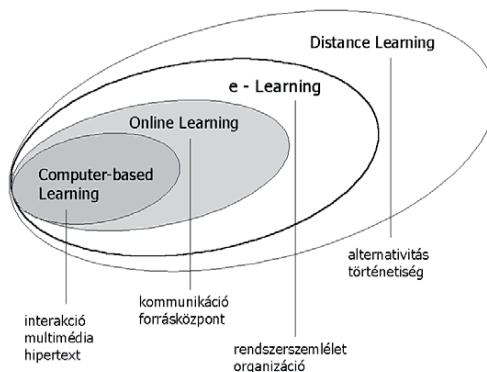 Distance Learning
e - Learning
Online Learning
Computer-based
Learning
alternativitás
történetiség
kommunikáció
forrásközpont
interakció
multimédia
hipertext
rendszerszemlélet
organizáció